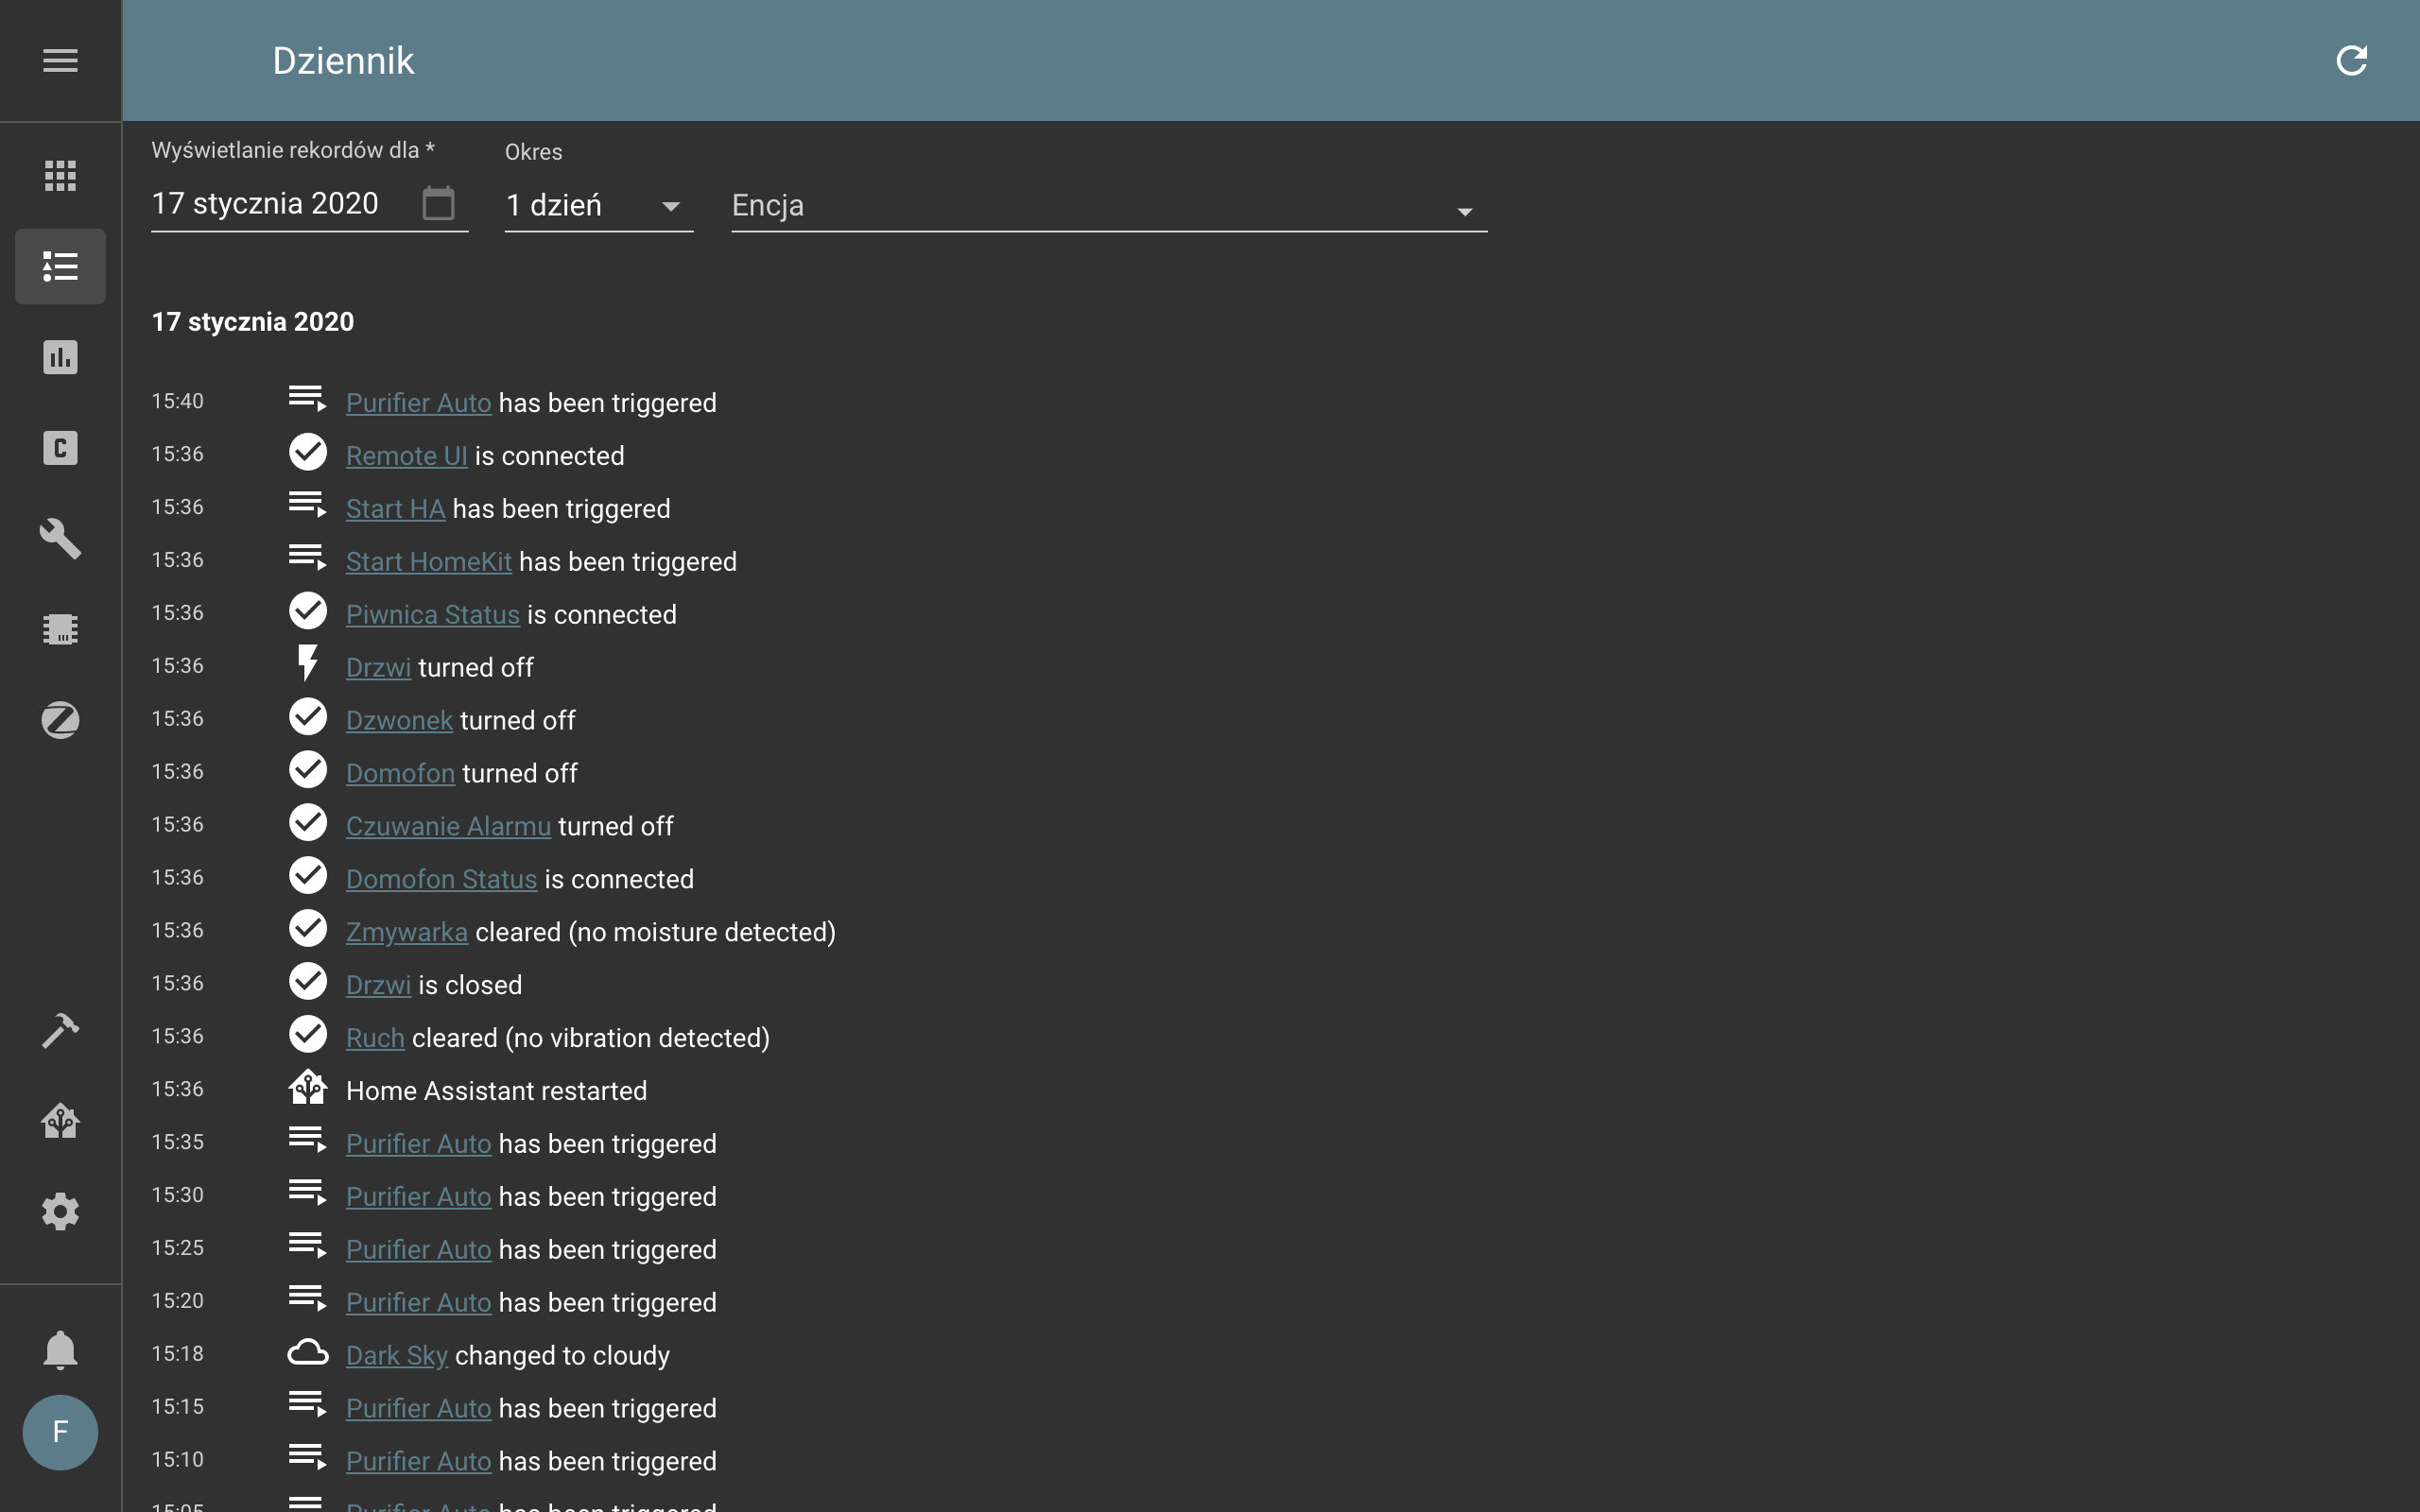 Dziennik
Wyświetlanie rekordów dla *
Okres
17 stycznia 2020
1 dzień
Encja
17 stycznia 2020
15:40 Purifier Auto has been triggered
15:36 Remote UI is connected
15:36 Start HA has been triggered
15:36 Start HomeKit has been triggered
15:36 Piwnica Status is connected
15:36 Drzwi turned off
15:36 Dzwonek turned off
15:36 Domofon turned off
15:36 Czuwanie Alarmu turned off
15:36 Domofon Status is connected
15:36 Zmywarka cleared (no moisture detected)
15:36 Drzwi is closed
15:36 Ruch cleared (no vibration detected)
15:36 Home Assistant restarted
15:35 Purifier Auto has been triggered
15:30 Purifier Auto has been triggered
15:25 Purifier Auto has been triggered
15:20 Purifier Auto has been triggered
15:18 Dark Sky changed to cloudy
15:15 Purifier Auto has been triggered
15:10 Purifier Auto has been triggered
15:05 Purifier Auto has been triggered
C
F